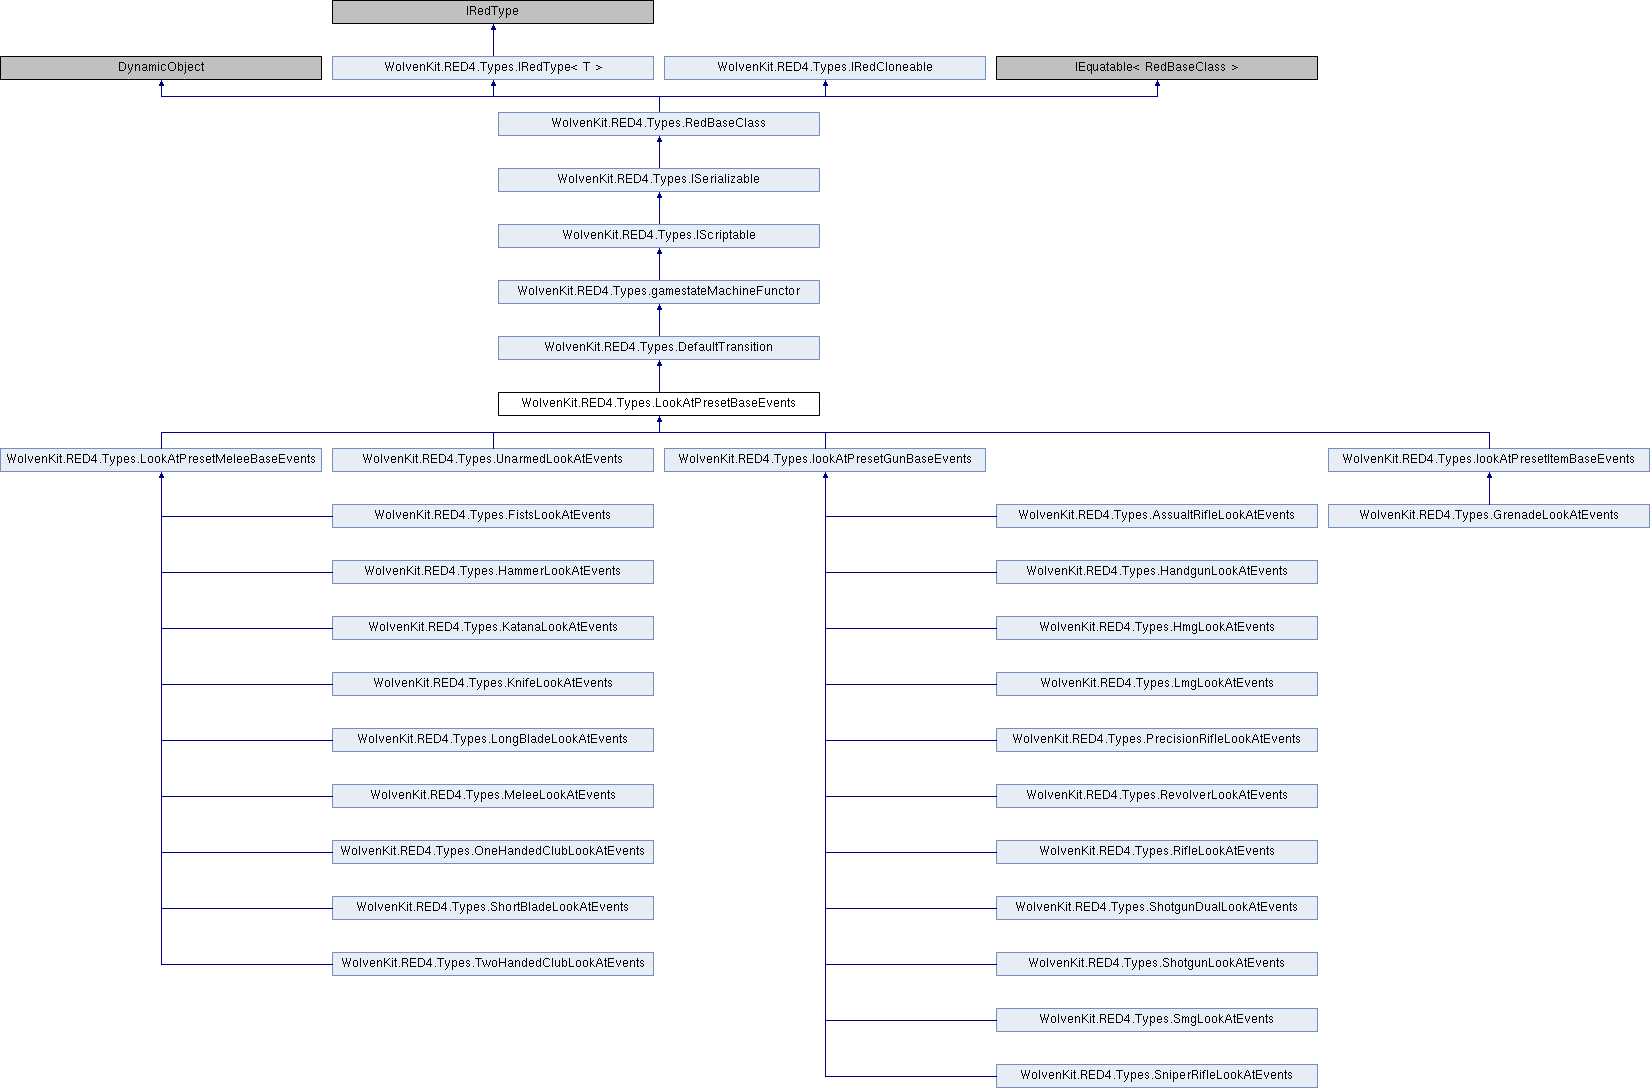 IRedType
DynamicObject
WolvenKit.RED4.Types.IRedType< T >
WolvenKit.RED4.Types.IRedCloneable
IEquatable< RedBaseClass >
WolvenKit.RED4.Types.RedBaseClass
WolvenKit.RED4.Types.ISerializable
WolvenKit.RED4.Types.IScriptable
WolvenKit.RED4.Types.gamestateMachineFunctor
WolvenKit.RED4.Types.DefaultTransition
WolvenKit.RED4.Types.LookAtPresetBaseEvents
WolvenKit.RED4.Types.LookAtPresetMeleeBaseEvents
WolvenKit.RED4.Types.UnarmedLookAtEvents
WolvenKit.RED4.Types.lookAtPresetGunBaseEvents
WolvenKit.RED4.Types.lookAtPresetItemBaseEvents
WolvenKit.RED4.Types.FistsLookAtEvents
WolvenKit.RED4.Types.AssualtRifleLookAtEvents
WolvenKit.RED4.Types.GrenadeLookAtEvents
WolvenKit.RED4.Types.HammerLookAtEvents
WolvenKit.RED4.Types.HandgunLookAtEvents
WolvenKit.RED4.Types.KatanaLookAtEvents
WolvenKit.RED4.Types.HmgLookAtEvents
WolvenKit.RED4.Types.KnifeLookAtEvents
WolvenKit.RED4.Types.LmgLookAtEvents
WolvenKit.RED4.Types.LongBladeLookAtEvents
WolvenKit.RED4.Types.PrecisionRifleLookAtEvents
WolvenKit.RED4.Types.MeleeLookAtEvents
WolvenKit.RED4.Types.RevolverLookAtEvents
WolvenKit.RED4.Types.OneHandedClubLookAtEvents
WolvenKit.RED4.Types.RifleLookAtEvents
WolvenKit.RED4.Types.ShortBladeLookAtEvents
WolvenKit.RED4.Types.ShotgunDualLookAtEvents
WolvenKit.RED4.Types.TwoHandedClubLookAtEvents
WolvenKit.RED4.Types.ShotgunLookAtEvents
WolvenKit.RED4.Types.SmgLookAtEvents
WolvenKit.RED4.Types.SniperRifleLookAtEvents